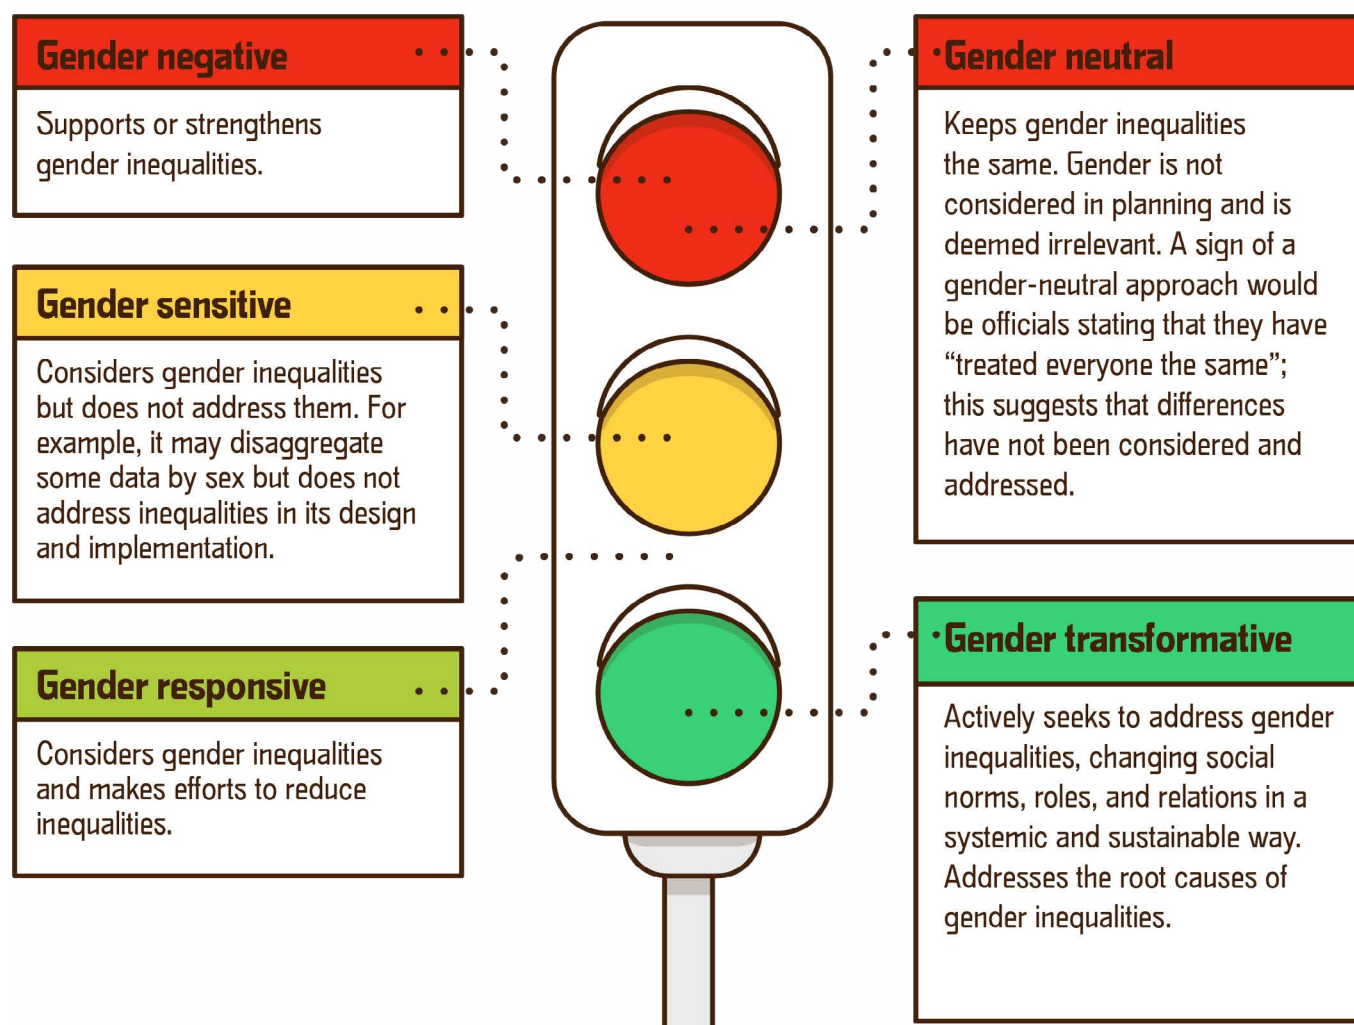 Gender negative
Supports or strengthens
gender inequalities.
Gender neutral
Keeps gender inequalities
the same. Gender is not
considered in planning and is
deemed irrelevant. A sign of a
gender-neutral approach would
be officials stating that they have
“treated everyone the same”;
this suggests that differences
have not been considered and
addressed.
Gender sensitive
Considers gender inequalities
but does not address them. For
example, it may disaggregate
some data by sex but does not
address inequalities in its design
and implementation.
Gender responsive
Considers gender inequalities
and makes efforts to reduce
inequalities.
Gender transformative
Actively seeks to address gender
inequalities, changing social
norms, roles, and relations in a
systemic and sustainable way.
Addresses the root causes of
gender inequalities.